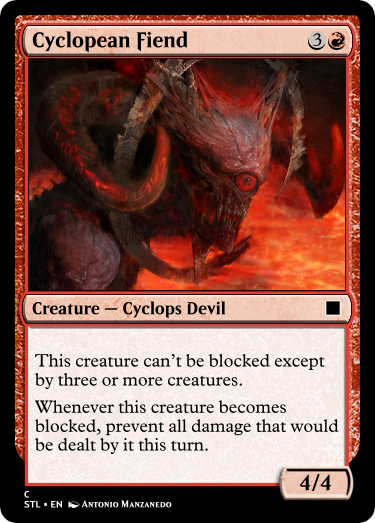 Cyclopean Fiend 3
Creature — Cyclops Devil
This creature can't be blocked except
by three or more creatures.
Whenever this creature becomes
blocked, prevent all damage that would
be dealt by it this turn.
4/4
C
STL • EN Antonio Manzanedo